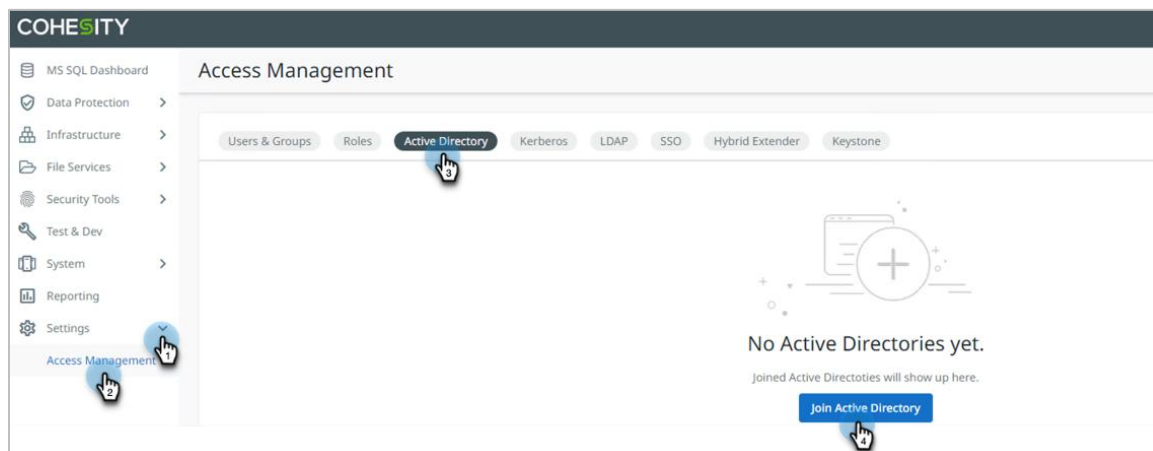 COHESITY
MS SQL Dashboard
Data Protection
Infrastructure
File Services
Security Tools
Test & Dev
System
Reporting
Settings
1
Access Management
2
Access Management
Users & Groups Roles Active Directory Kerberos LDAP SSO Hybrid Extender Keystone
3
No Active Directories yet.
Joined Active Directoties will show up here.
Join Active Directory
4